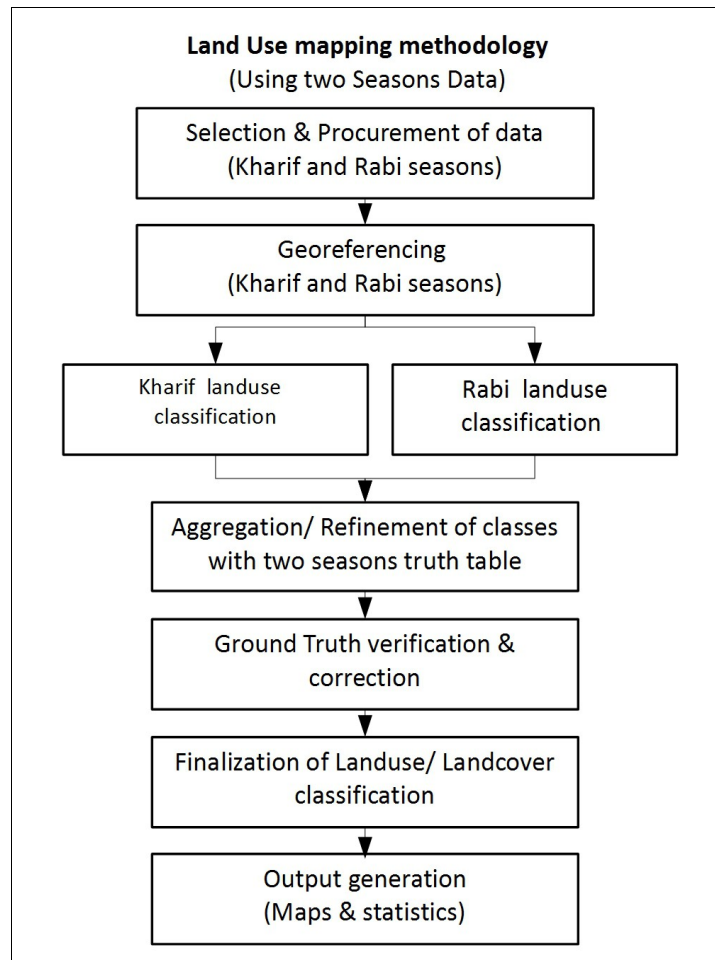 Land Use mapping methodology
(Using two Seasons Data)
Selection & Procurement of data
(Kharif and Rabi seasons)
Georeferencing
(Kharif and Rabi seasons)
Kharif landuse
classification
Rabi landuse
classification
Aggregation/ Refinement of classes
with two seasons truth table
Ground Truth verification &
correction
Finalization of Landuse/ Landcover
classification
Output generation
(Maps & statistics)